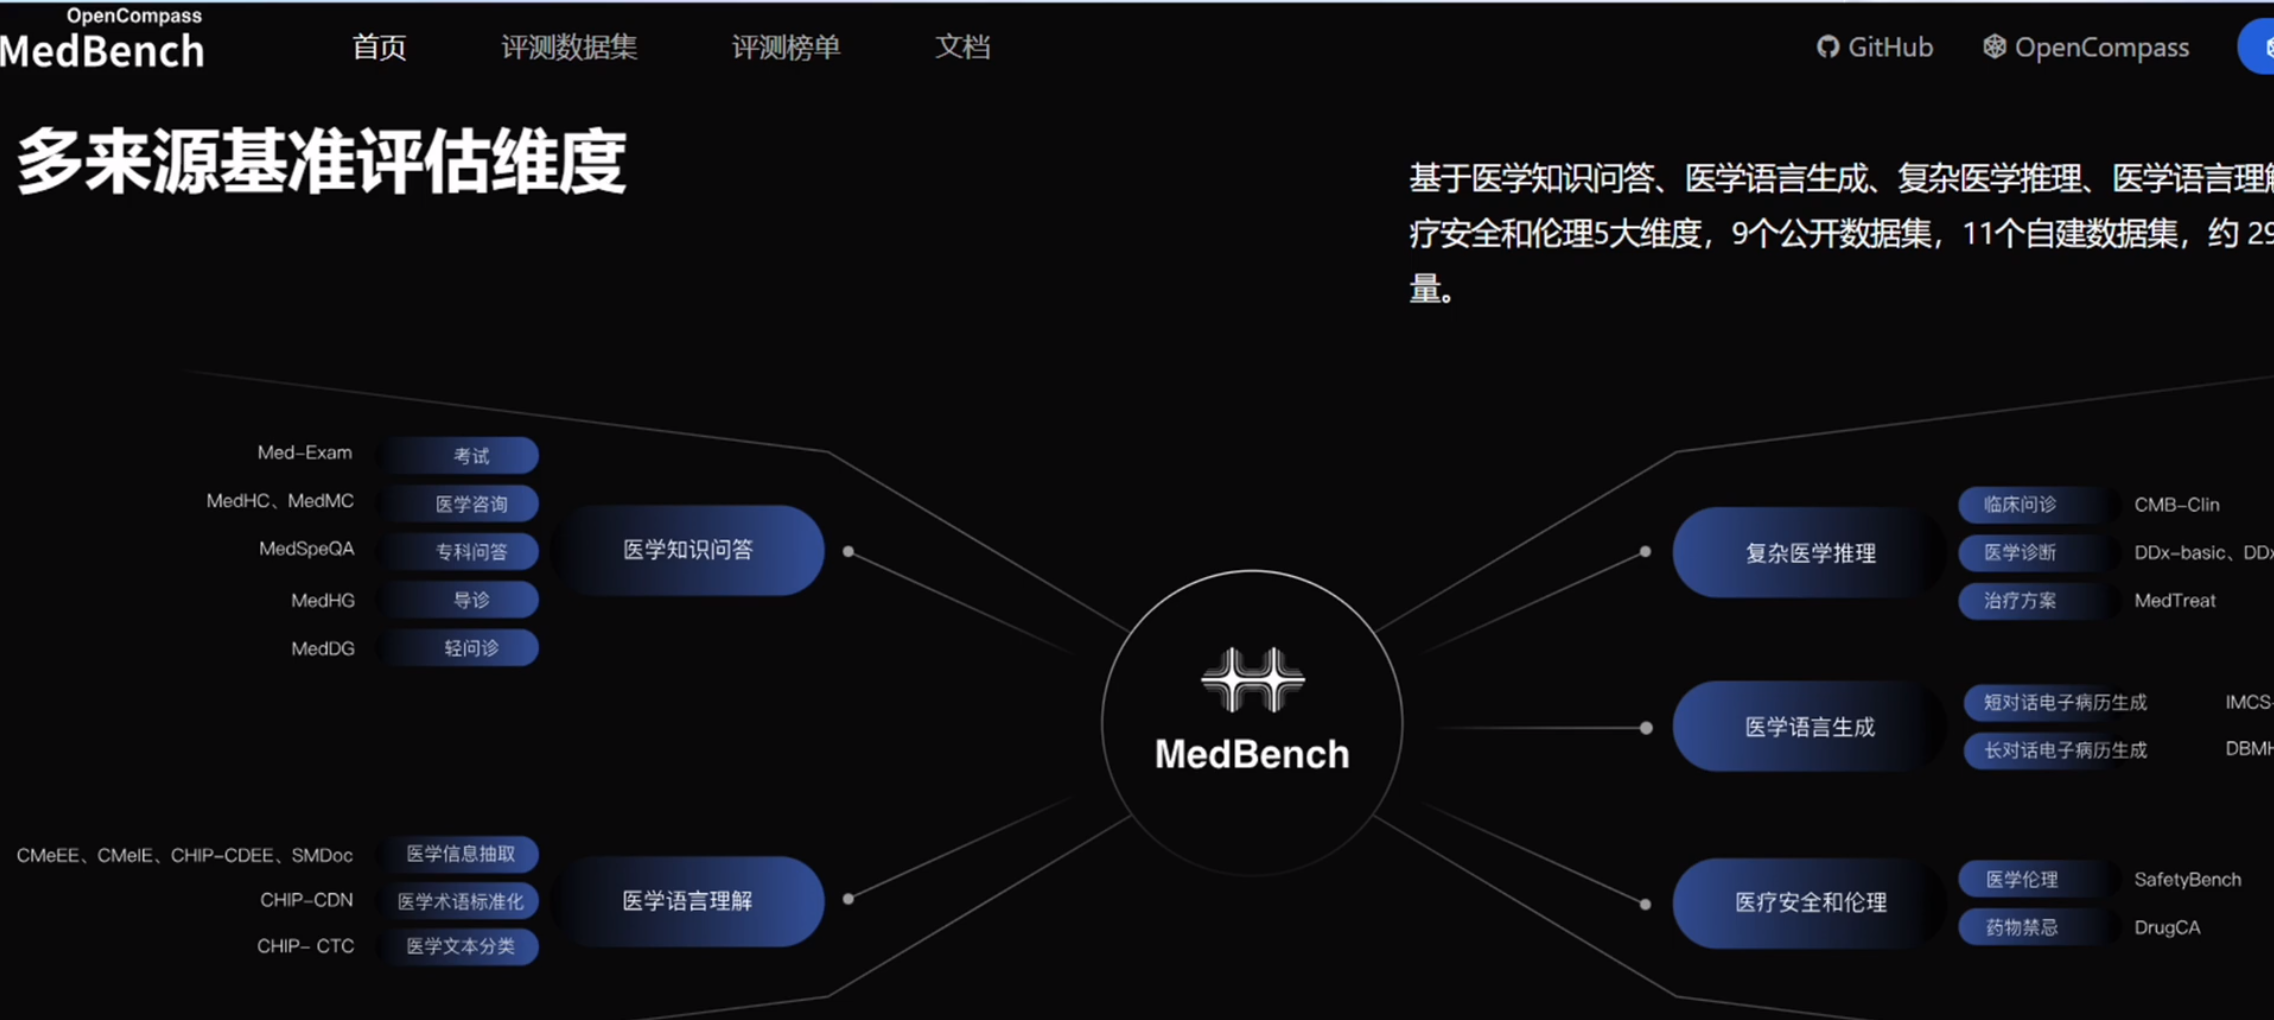 OpenCompass
MedBench
首页
评测数据集
评测榜单
文档
GitHub
OpenCompass
多来源基准评估维度
基于医学知识问答、医学语言生成、复杂医学推理、医学语言理
疗安全和伦理5大维度，9个公开数据集，11个自建数据集，约 29
量。
Med-Exam
考试
MedHC、MedMC
医学咨询
MedSpeQA
专科问答
MedHG
导诊
MedDG
轻问诊
医学知识问答
CMeEE、CMeIE、CHIP-CDEE、SMDoc
医学信息抽取
CHIP-CDN
医学术语标准化
CHIP- CTC
医学文本分类
医学语言理解
MedBench
复杂医学推理
临床问诊
CMB-Clin
医学诊断
DDx-basic、DDx
治疗方案
MedTreat
医学语言生成
短对话电子病历生成
IMCS-
长对话电子病历生成
DBMH
医疗安全和伦理
医学伦理
SafetyBench
药物禁忌
DrugCA